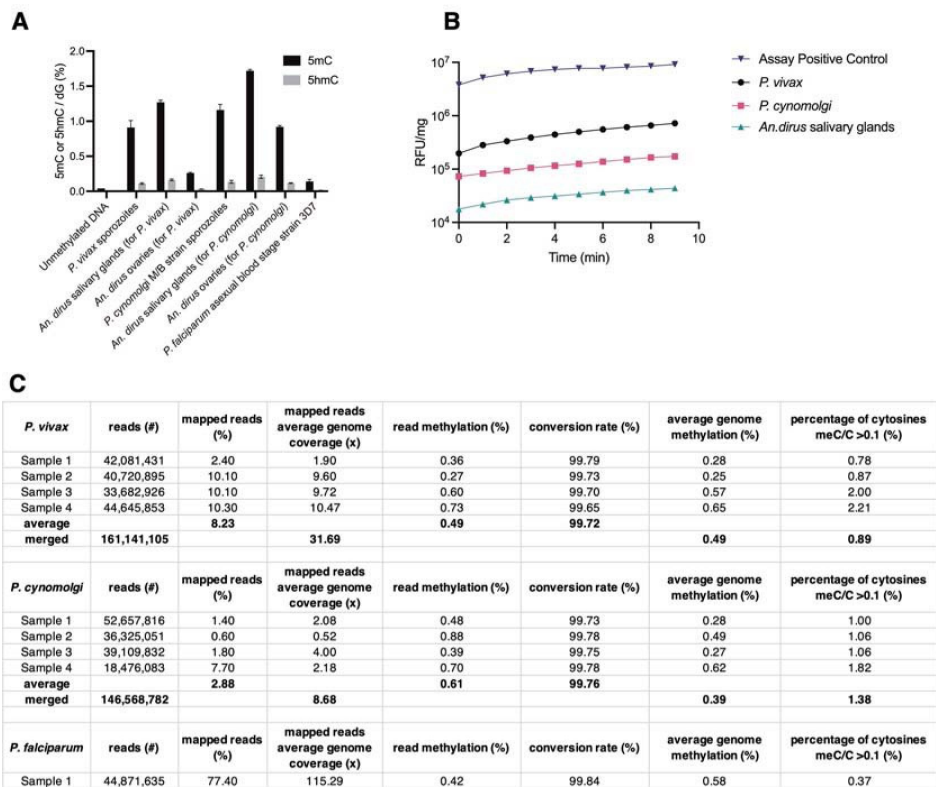 A
5mC or 5hmC / dG (%)
2.0
1.5
1.0
0.5
0.0
5mC
5hmC
Unmethylated DNA
P. vivax sporozoites
An. dirus salivary glands (for P. vivax)
An. dirus ovaries (for P. vivax)
P. cynomolgi M/B strain sporozoites
An. dirus salivary glands (for P. cynomolgi)
An. dirus ovaries (for P. cynomolgi)
P. falciparum asexual blood stage strain 3D7
B
RFU/mg
10⁷
10⁶
10⁵
10⁴
0 2 4 6 8 10
Time (min)
Assay Positive Control
P. vivax
P. cynomolgi
An.dirus salivary glands
C
P. vivax reads (#) mapped reads (%) mapped reads average genome coverage (x) read methylation (%) conversion rate (%) average genome methylation (%) percentage of cytosines meC/C >0.1 (%)
Sample 1 42,081,431 2.40 1.90 0.36 99.79 0.28 0.78
Sample 2 40,720,895 10.10 9.60 0.27 99.73 0.25 0.87
Sample 3 33,682,926 10.10 9.72 0.60 99.70 0.57 2.00
Sample 4 44,645,853 10.30 10.47 0.73 99.65 0.65 2.21
average 8.23 0.49 99.72
merged 161,141,105 31.69 0.49 0.89
P. cynomolgi reads (#) mapped reads (%) mapped reads average genome coverage (x) read methylation (%) conversion rate (%) average genome methylation (%) percentage of cytosines meC/C >0.1 (%)
Sample 1 52,657,816 1.40 2.08 0.48 99.73 0.28 1.00
Sample 2 36,325,051 0.60 0.52 0.88 99.78 0.49 1.06
Sample 3 39,109,832 1.80 4.00 0.39 99.75 0.27 1.06
Sample 4 18,476,083 7.70 2.18 0.70 99.78 0.62 1.82
average 2.88 0.61 99.76
merged 146,568,782 8.68 0.39 1.38
P. falciparum reads (#) mapped reads (%) mapped reads average genome coverage (x) read methylation (%) conversion rate (%) average genome methylation (%) percentage of cytosines meC/C >0.1 (%)
Sample 1 44,871,635 77.40 115.29 0.42 99.84 0.58 0.37